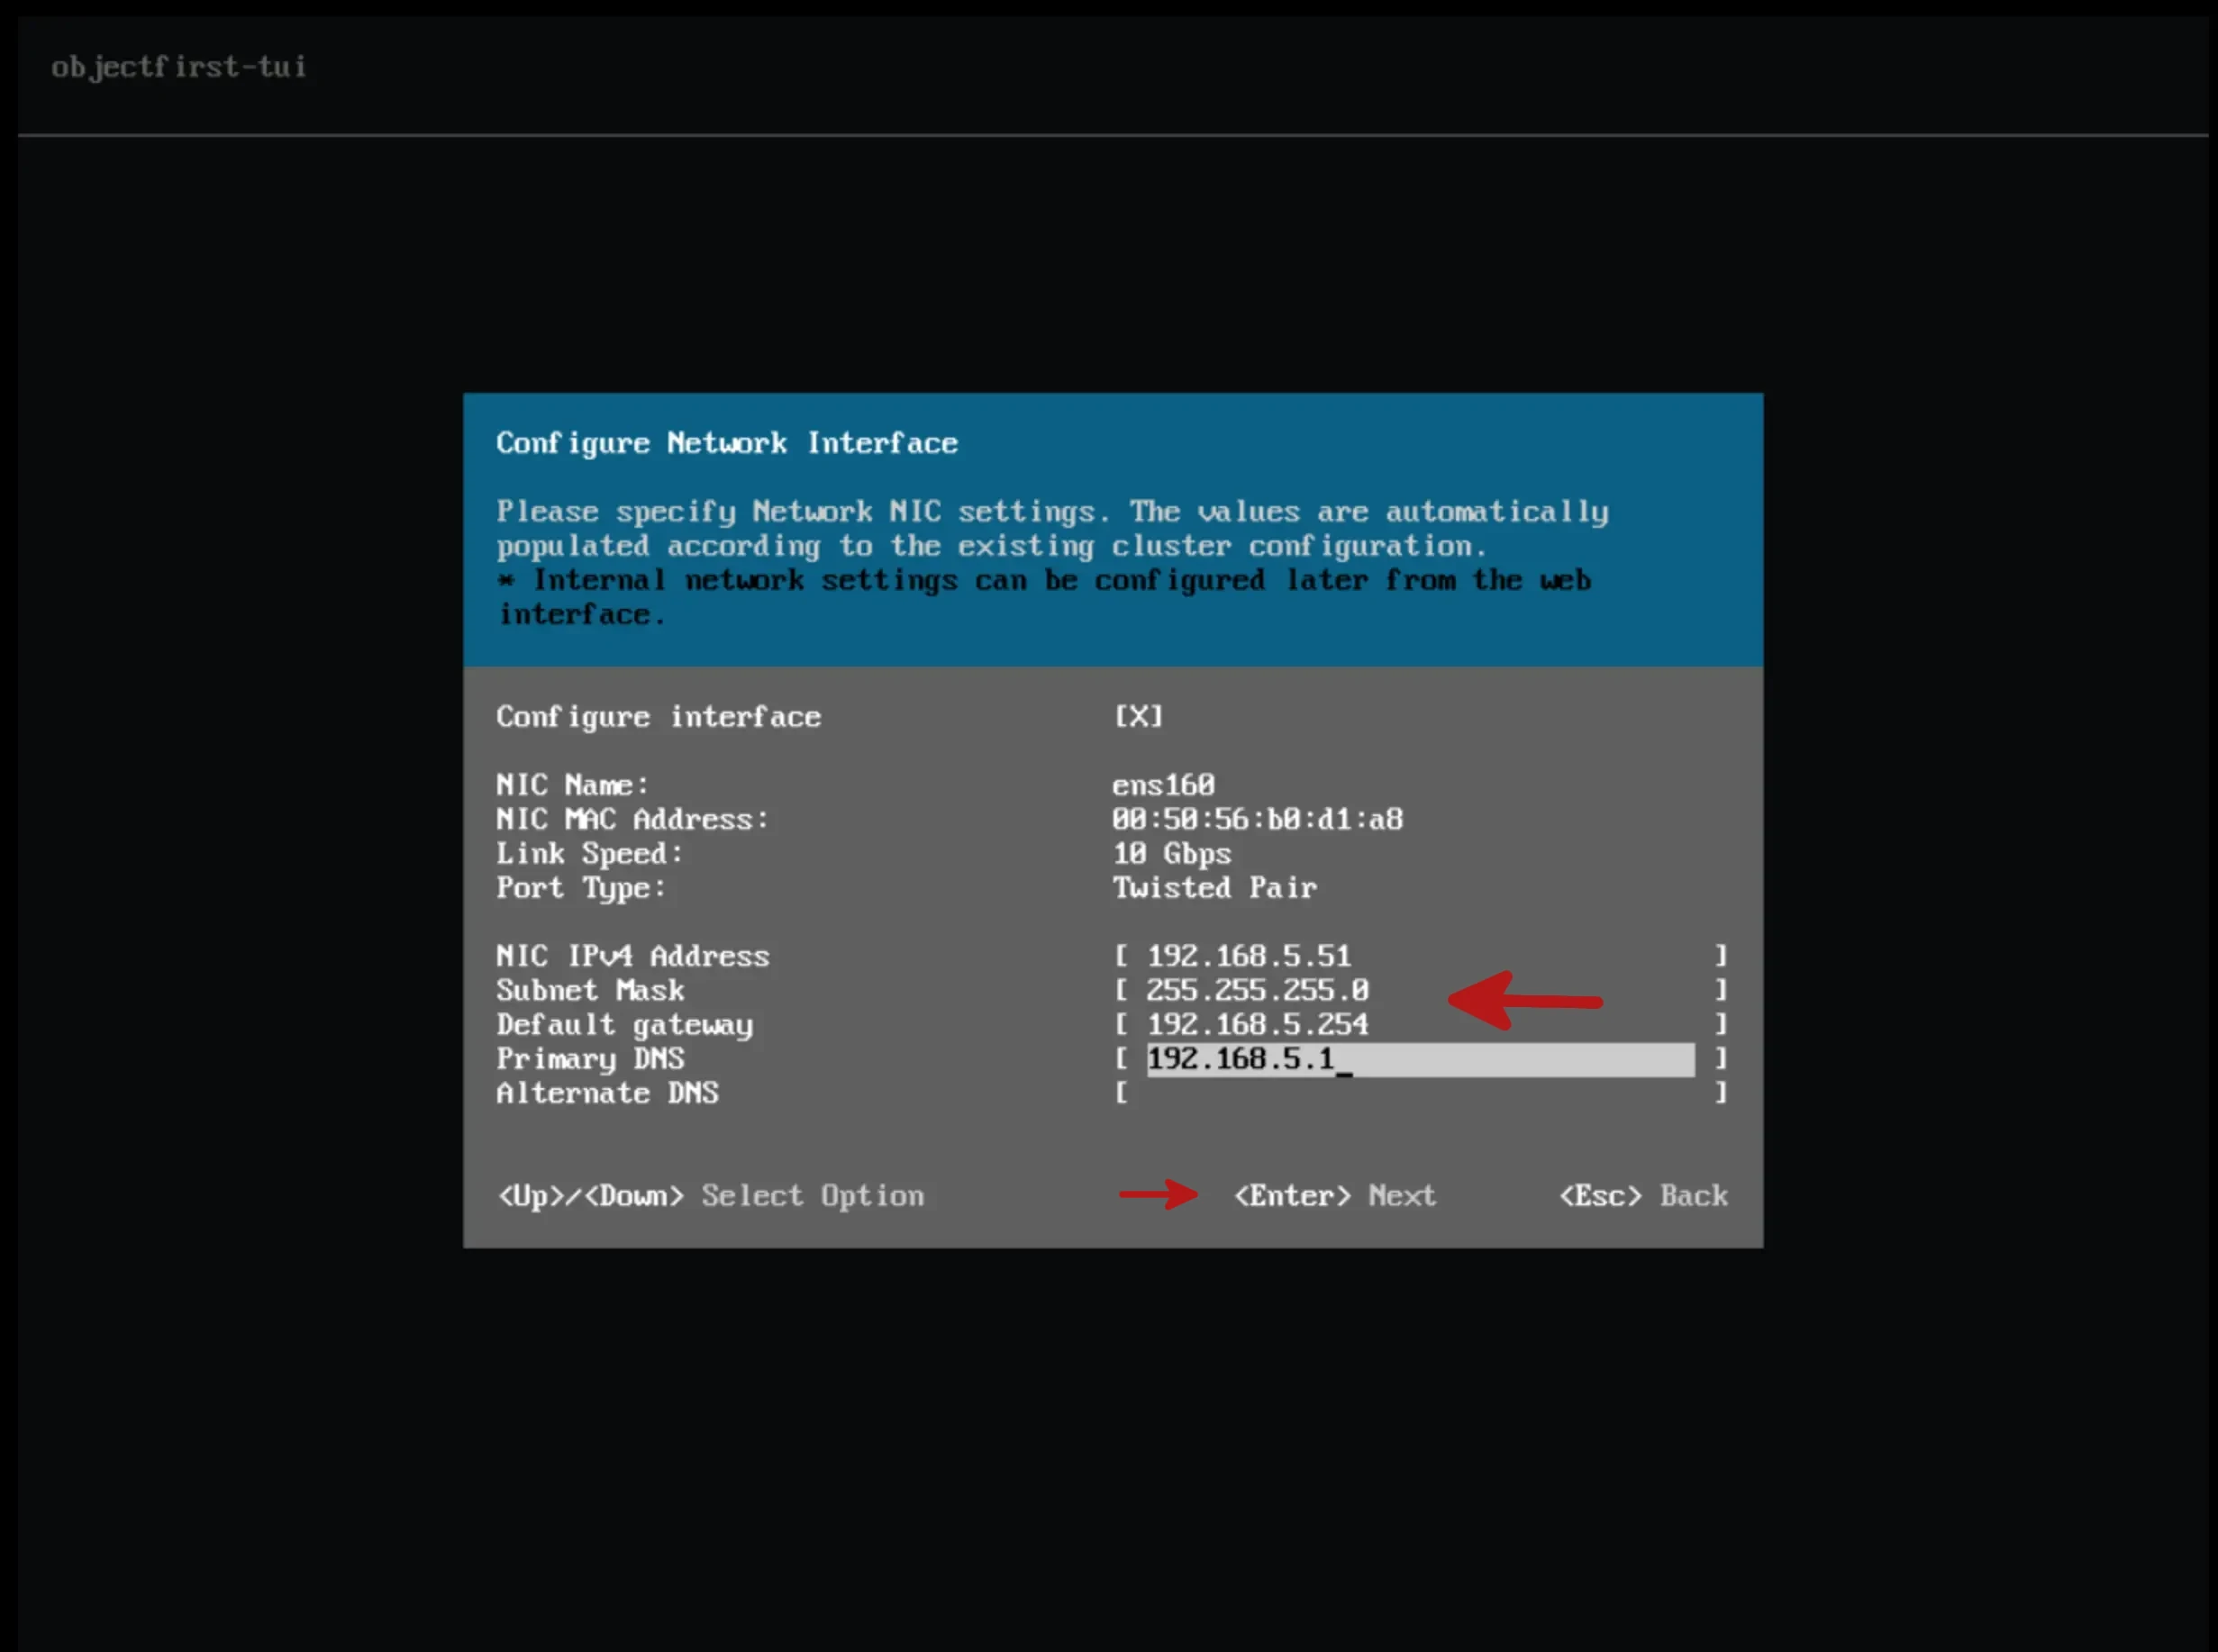 objectfirst-tui
Configure Network Interface
Please specify Network NIC settings. The values are automatically
populated according to the existing cluster configuration.
* Internal network settings can be configured later from the web
interface.
Configure interface [X]
NIC Name: ens160
NIC MAC Address: 00:50:56:b0:d1:a8
Link Speed: 10 Gbps
Port Type: Twisted Pair
NIC IPv4 Address [ 192.168.5.51 ]
Subnet Mask [ 255.255.255.0 ]
Default gateway [ 192.168.5.254 ]
Primary DNS [ 192.168.5.1_ ]
Alternate DNS [ ]
<Up>/<Down> Select Option <Enter> Next <Esc> Back